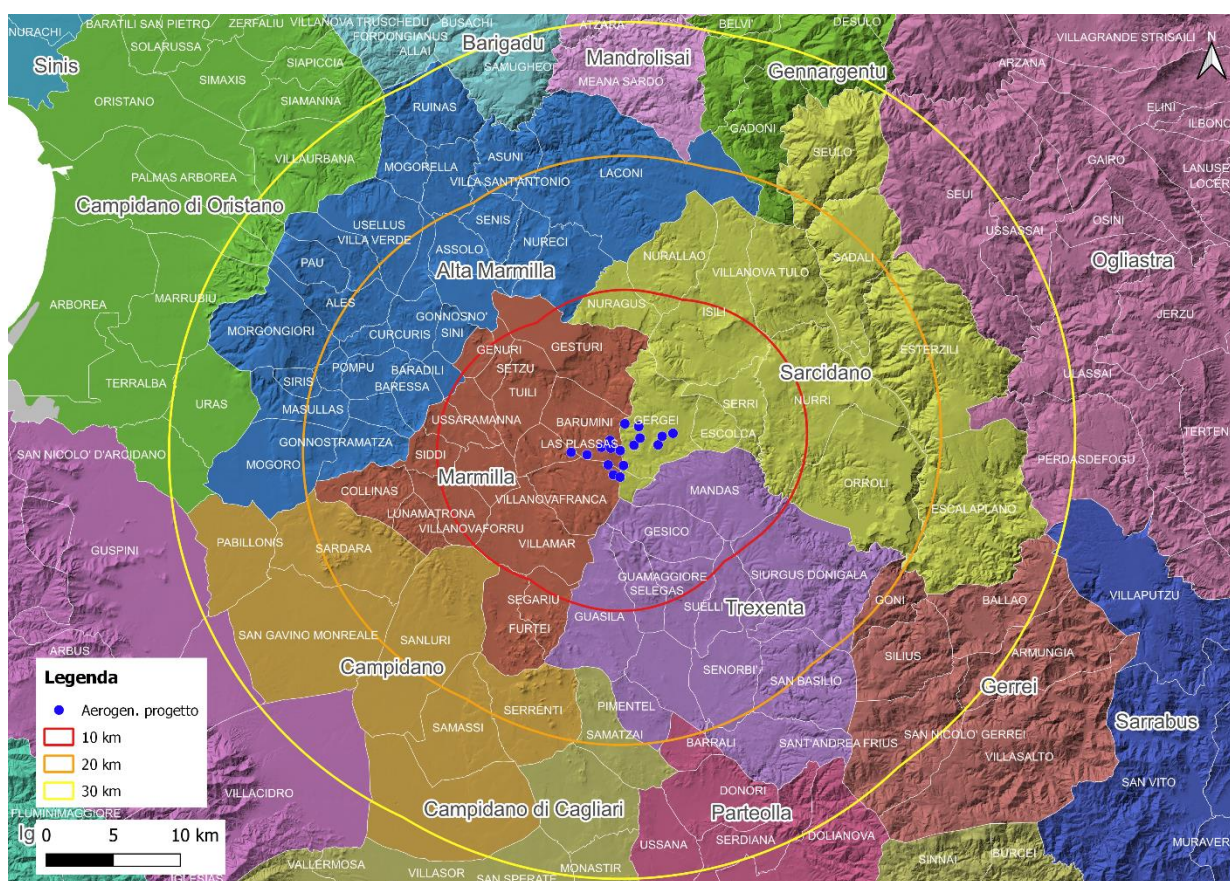 BARATILI SAN PIETRO
ZERFALIU
VILLANOVA TRUSCHEDU
BUSACHI
ATZARA
BELVI'
DESULO
NURACHI
SOLARUSSA
FORDONGIANUS
ALLAI
Barigadu
Mandrolisai
VILLAGRANDE STRISAILI
N
Sinis
SIAPICCIA
SAMUGHEO
MEANA SARDO
Gennargentu
ARZANA
SIMAXIS
RUINAS
ELINI
ORISTANO
SIAMANNA
GADONI
ILBONO
VILLAURBANA
MOGORELLA
ASUNI
SEULO
GAIRO
LANUSEI
LOCERI
PALMAS ARBOREA
VILLA SANT'ANTONIO
LACONI
SEUI
Campidano di Oristano
USELLUS
SENIS
OSINI
USSASSAI
VILLA VERDE
ASSOLO
NURECI
NURALLAO
SADALI
Ogliastra
PAU
Alta Marmilla
VILLANOVA TULO
ARBOREA
MARRUBIU
ALES
NURAGUS
ISILI
JERZU
MORGONGIORI
CURCURIS
GONNOSNO'
SINI
GENURI
GESTURI
ESTERZILI
TERRALBA
SIRIS
POMPU
BARADILI
SETZU
Sarcidano
ULASSAI
URAS
MASULLAS
BARESSA
TUILI
SERRI
NURRI
USSARAMANNA
BARUMINI
GERGEI
ESCOLCA
TERTEN
GONNOSTRAMATZA
SIDDI
LAS PLASSAS
SAN NICOLO' D'ARCIDANO
MOGORO
PERDASDEFOGU
Marmilla
MANDAS
ORROLI
COLLINAS
VILLANOVAFRANCA
LUNAMATRONA
ESCALAPLANO
VILLANOVAFORRU
GESICO
PABILLONIS
SARDARA
VILLAMAR
GUSPINI
GUAMAGGIORE
SIURGUS DONIGALA
SELEGAS
SEGARIU
SUELLI
Trexenta
GONI
BALLAO
VILLAPUTZU
FURTEI
GUASILA
SAN GAVINO MONREALE
SANLURI
ARBUS
SILIUS
ARMUNGIA
Campidano
SENORBI'
SAN BASILIO
Gerrei
Legenda
Aerogen. progetto
10 km
20 km
30 km
0 5 10 km
SERRENTI
PIMENTEL
Sarrabus
SAMASSI
SAMATZAI
BARRALI
SANT'ANDREA FRIUS
SAN NICOLO' GERREI
VILLASALTO
SAN VITO
VILLACIDRO
DONORI
Campidano di Cagliari
Parteolla
FLUMINIMAGGIORE
Ig
USSANA
SERDIANA
DOLIANOVA
MURAVER
VALLERMOSA
MONASTIR
SINNAI
BURCEI
IGLESIAS
VILLASOR
SAN SPERATE